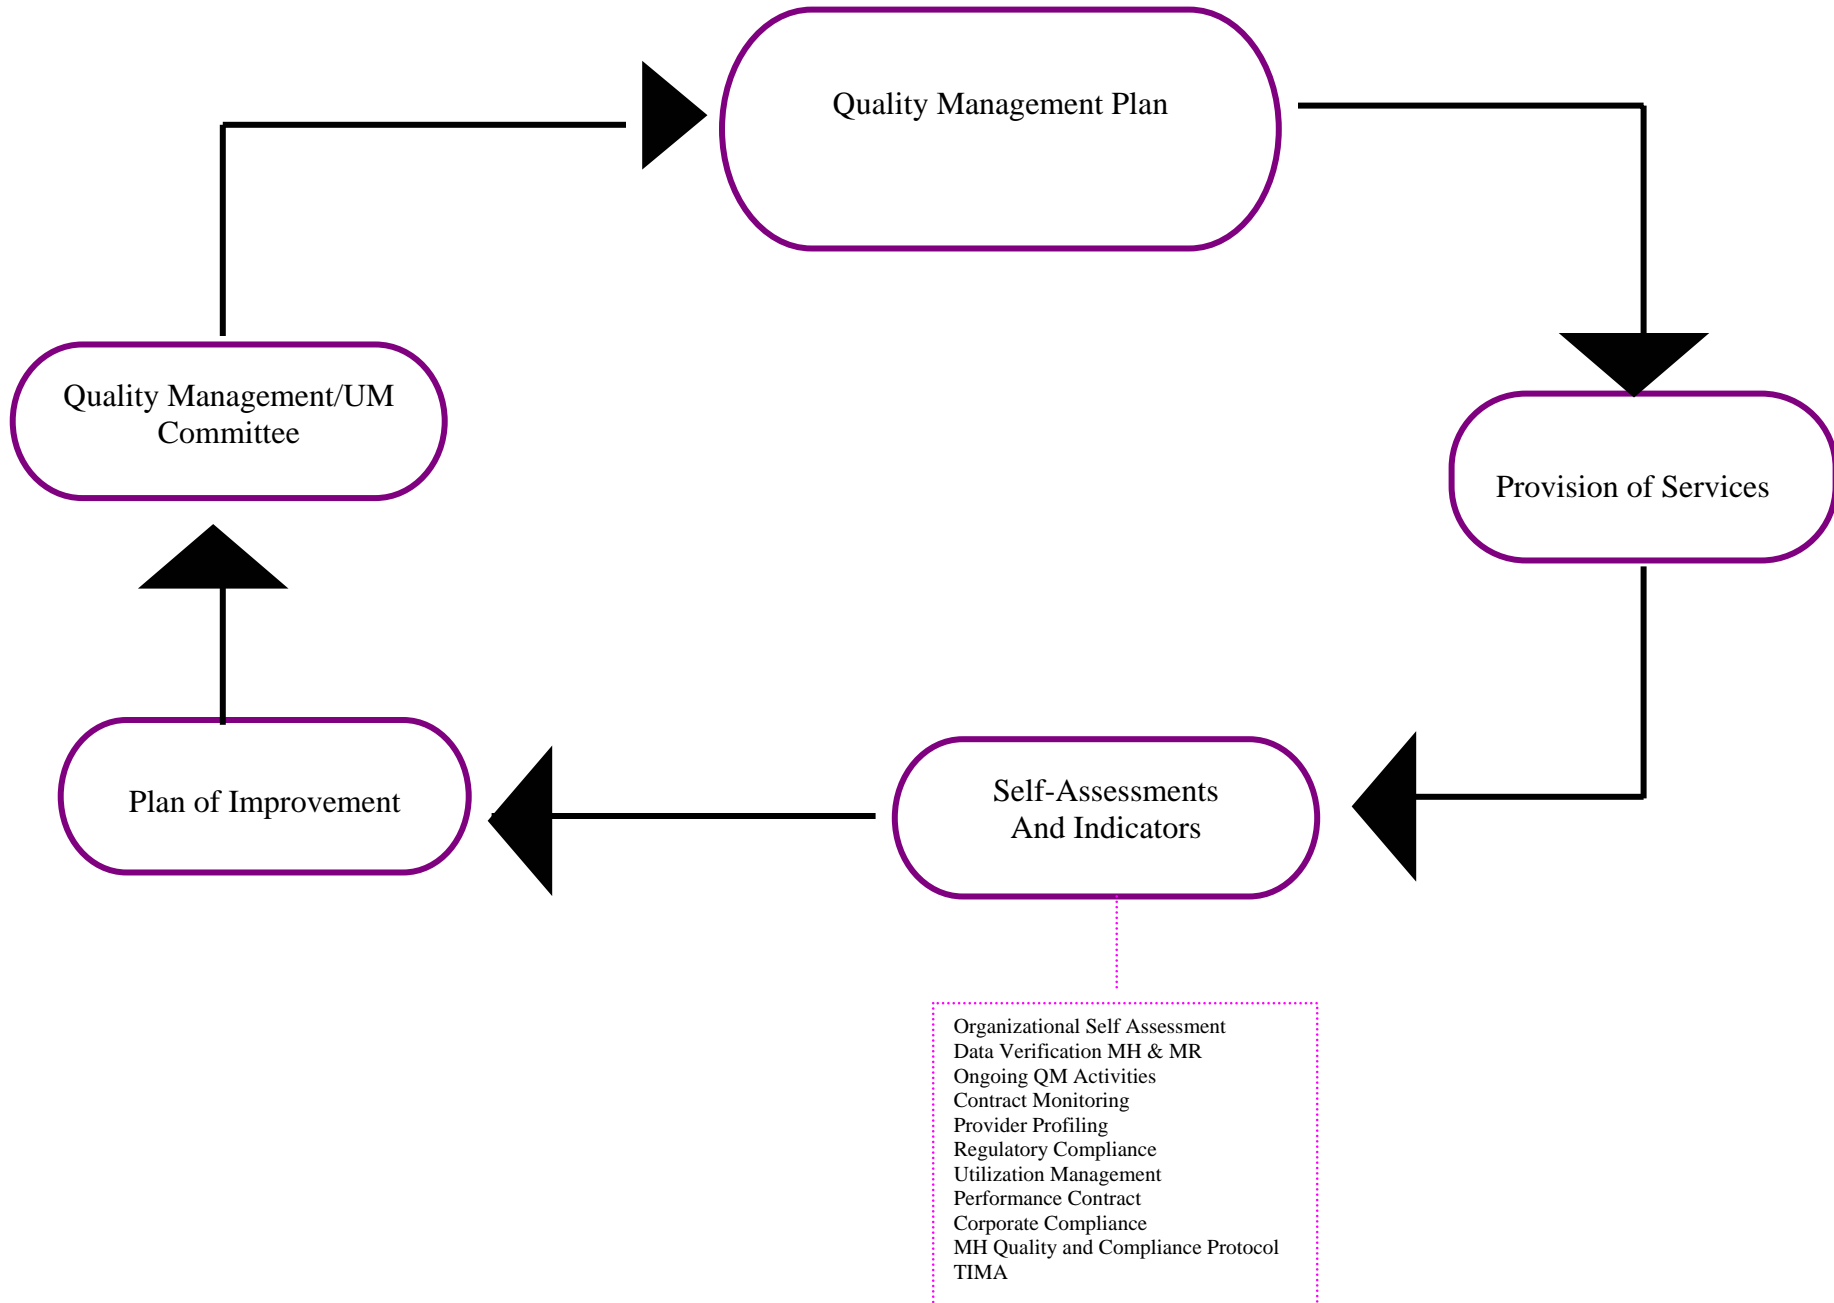 Quality Management Plan
Quality Management/UM
Committee
Provision of Services
Self-Assessments
And Indicators
Plan of Improvement
Organizational Self Assessment
Data Verification MH & MR
Ongoing QM Activities
Contract Monitoring
Provider Profiling
Regulatory Compliance
Utilization Management
Performance Contract
Corporate Compliance
MH Quality and Compliance Protocol
TIMA